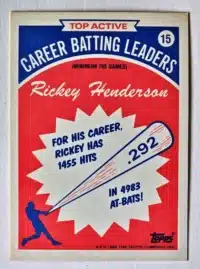 TOP ACTIVE
15
CAREER BATTING LEADERS
(MINIMUM 700 GAMES)
Rickey Henderson
FOR HIS CAREER,
RICKEY HAS
1455 HITS
.292
IN 4983
AT-BATS!
TOPPS